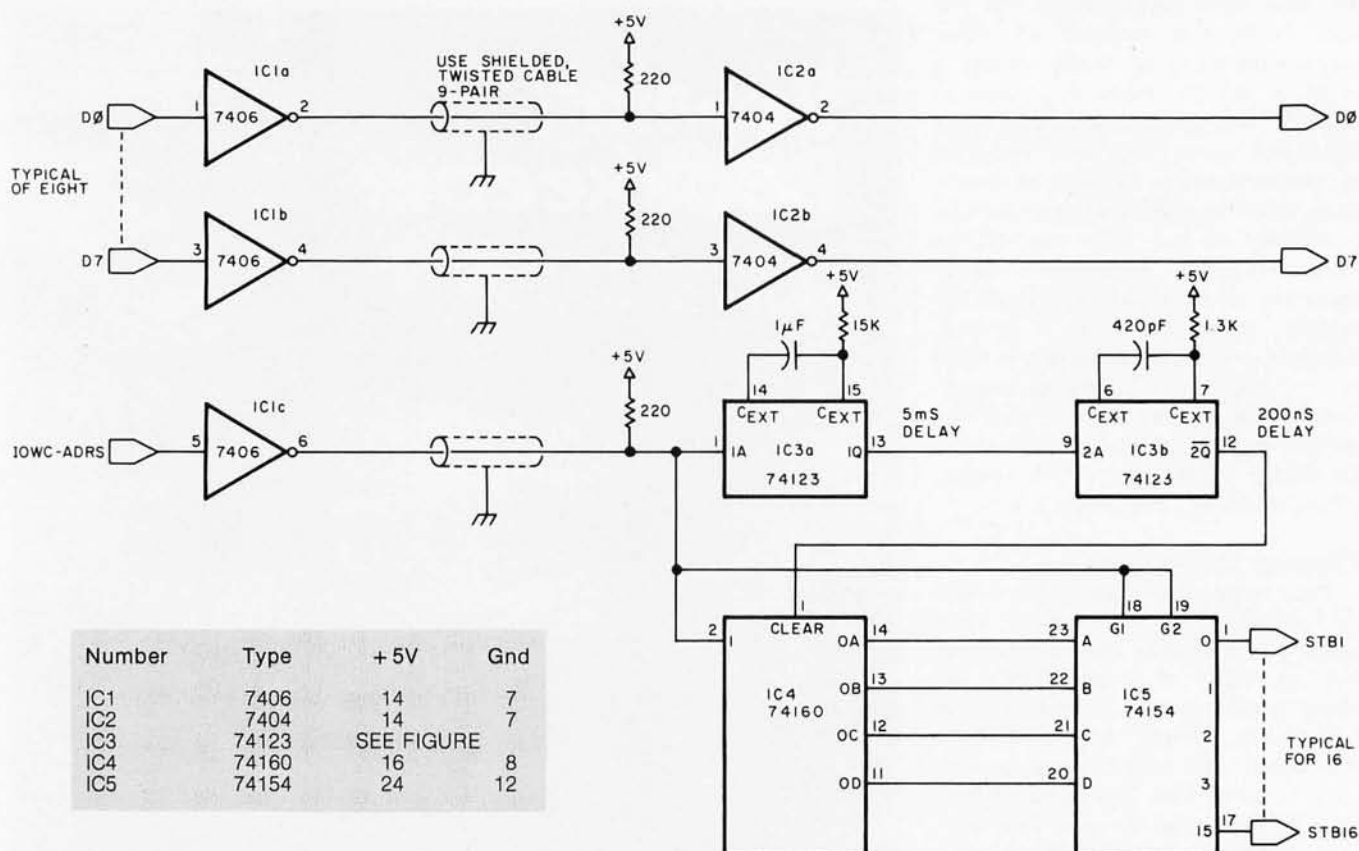 +5V
+5V
IC1a
USE SHIELDED,
TWISTED CABLE
9-PAIR
220
IC2a
DØ
1
7406
2
1
7404
2
DØ
TYPICAL
OF EIGHT
+5V
IC1b
220
IC2b
D7
3
7406
4
3
7404
4
D7
+5V
+5V
1µF
15K
420pF
1.3K
IC1c
220
14
15
6
7
CEXT
CEXT
5mS
DELAY
CEXT
CEXT
200nS
DELAY
IOWC-ADRS
5
7406
6
1
1A
IC3a
1Q
13
9
2A
IC3b
2Q
12
74123
74123
1
18
19
2
1
CLEAR
OA
14
23
A
G1
G2
0
1
STB1
OB
13
22
B
1
IC4
74160
IC5
74154
OC
12
21
C
2
TYPICAL
FOR 16
OD
11
20
D
3
15
17
STB16
Number Type +5V Gnd
IC1 7406 14 7
IC2 7404 14 7
IC3 74123 SEE FIGURE
IC4 74160 16 8
IC5 74154 24 12